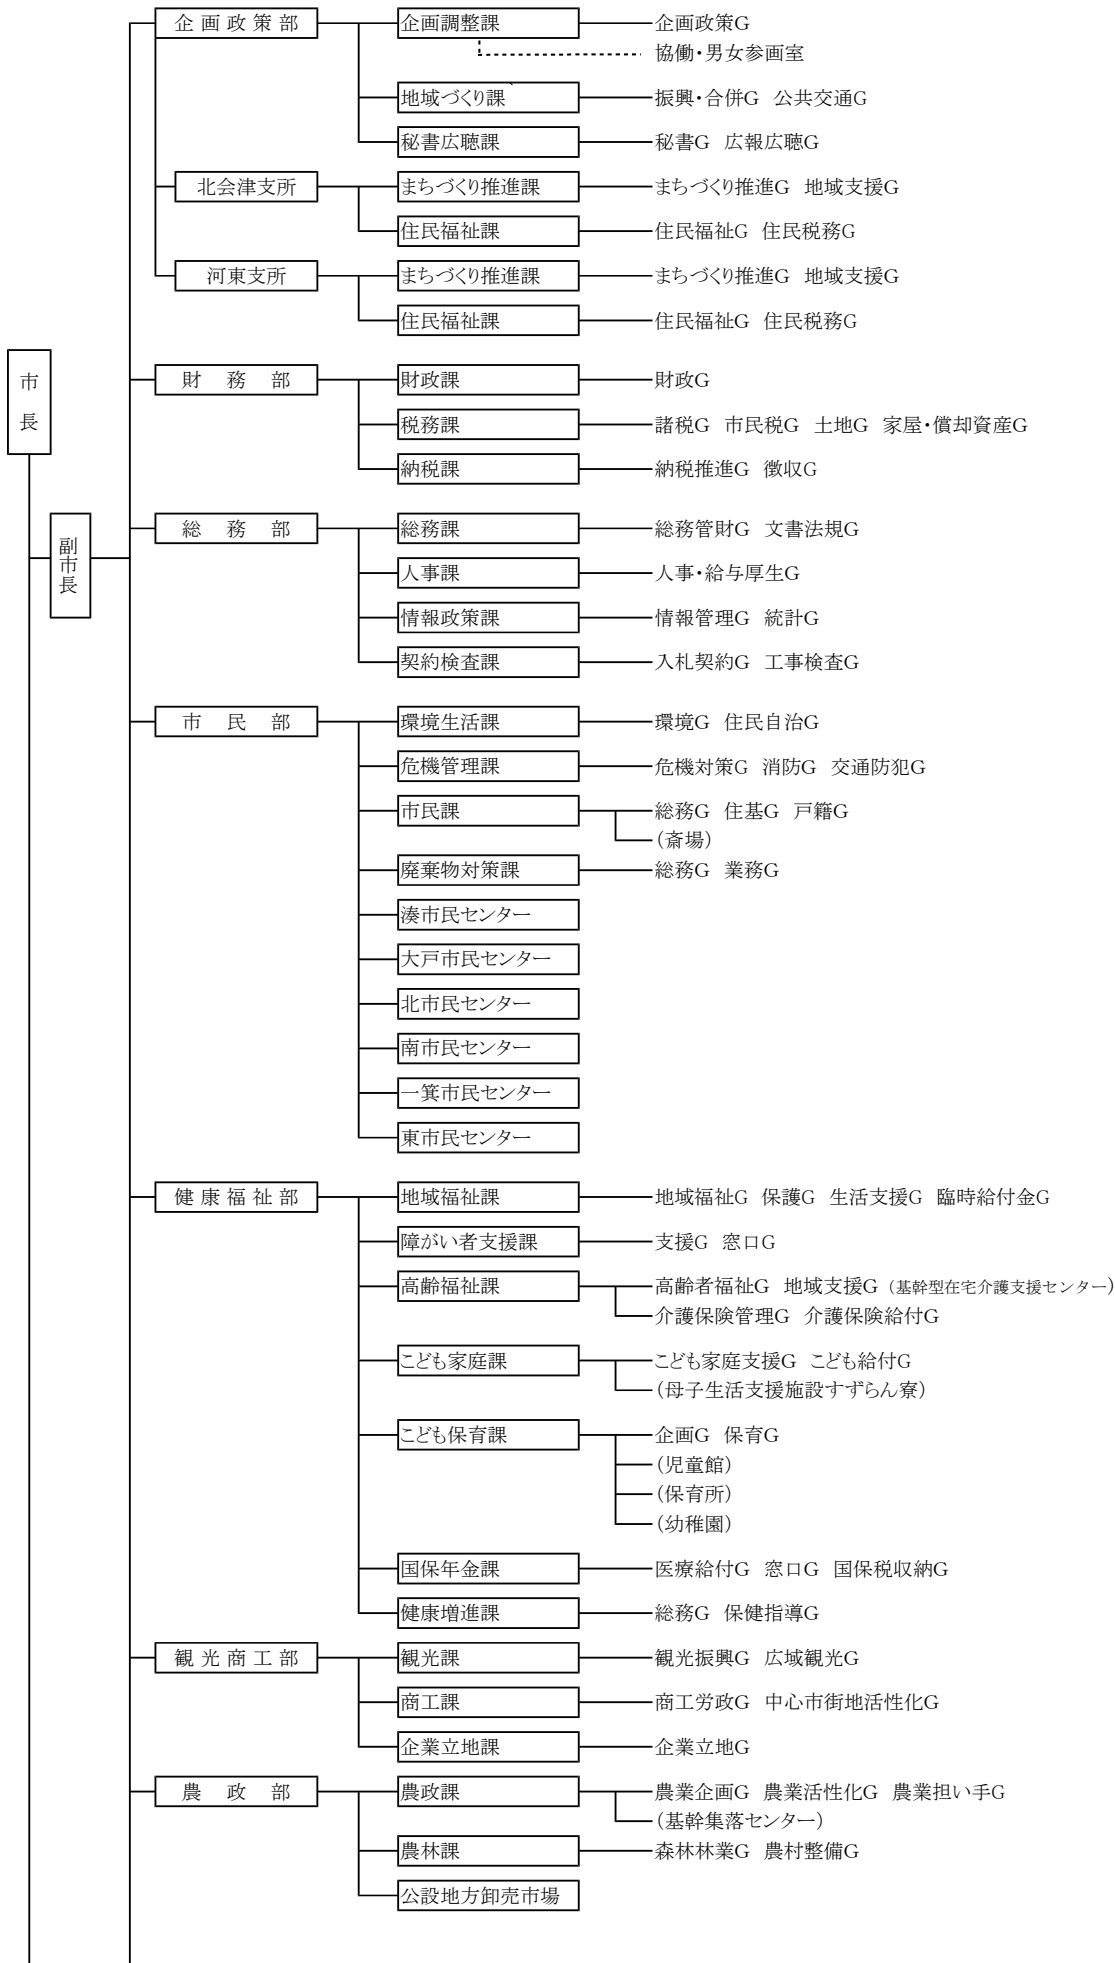 企画政策部 企画調整課 企画政策G
協働・男女参画室
地域づくり課 振興・合併G 公共交通G
秘書広聴課 秘書G 広報広聴G
北会津支所 まちづくり推進課 まちづくり推進G 地域支援G
住民福祉課 住民福祉G 住民税務G
河東支所 まちづくり推進課 まちづくり推進G 地域支援G
住民福祉課 住民福祉G 住民税務G
市長
財務部 財政課 財政G
税務課 諸税G 市民税G 土地G 家屋・償却資産G
納税課 納税推進G 徴収G
副市長
総務部 総務課 総務管財G 文書法規G
人事課 人事・給与厚生G
情報政策課 情報管理G 統計G
契約検査課 入札契約G 工事検査G
市民部 環境生活課 環境G 住民自治G
危機管理課 危機対策G 消防G 交通防犯G
市民課 総務G 住基G 戸籍G
(斎場)
廃棄物対策課 総務G 業務G
湊市民センター
大戸市民センター
北市民センター
南市民センター
一箕市民センター
東市民センター
健康福祉部 地域福祉課 地域福祉G 保護G 生活支援G 臨時給付金G
障がい者支援課 支援G 窓口G
高齢福祉課 高齢者福祉G 地域支援G (基幹型在宅介護支援センター)
介護保険管理G 介護保険給付G
こども家庭課 こども家庭支援G こども給付G
(母子生活支援施設すずらん寮)
こども保育課 企画G 保育G
(児童館)
(保育所)
(幼稚園)
国保年金課 医療給付G 窓口G 国保税収納G
健康増進課 総務G 保健指導G
観光商工部 観光課 観光振興G 広域観光G
商工課 商工労政G 中心市街地活性化G
企業立地課 企業立地G
農政部 農政課 農業企画G 農業活性化G 農業担い手G
(基幹集落センター)
農林課 森林林業G 農村整備G
公設地方卸売市場